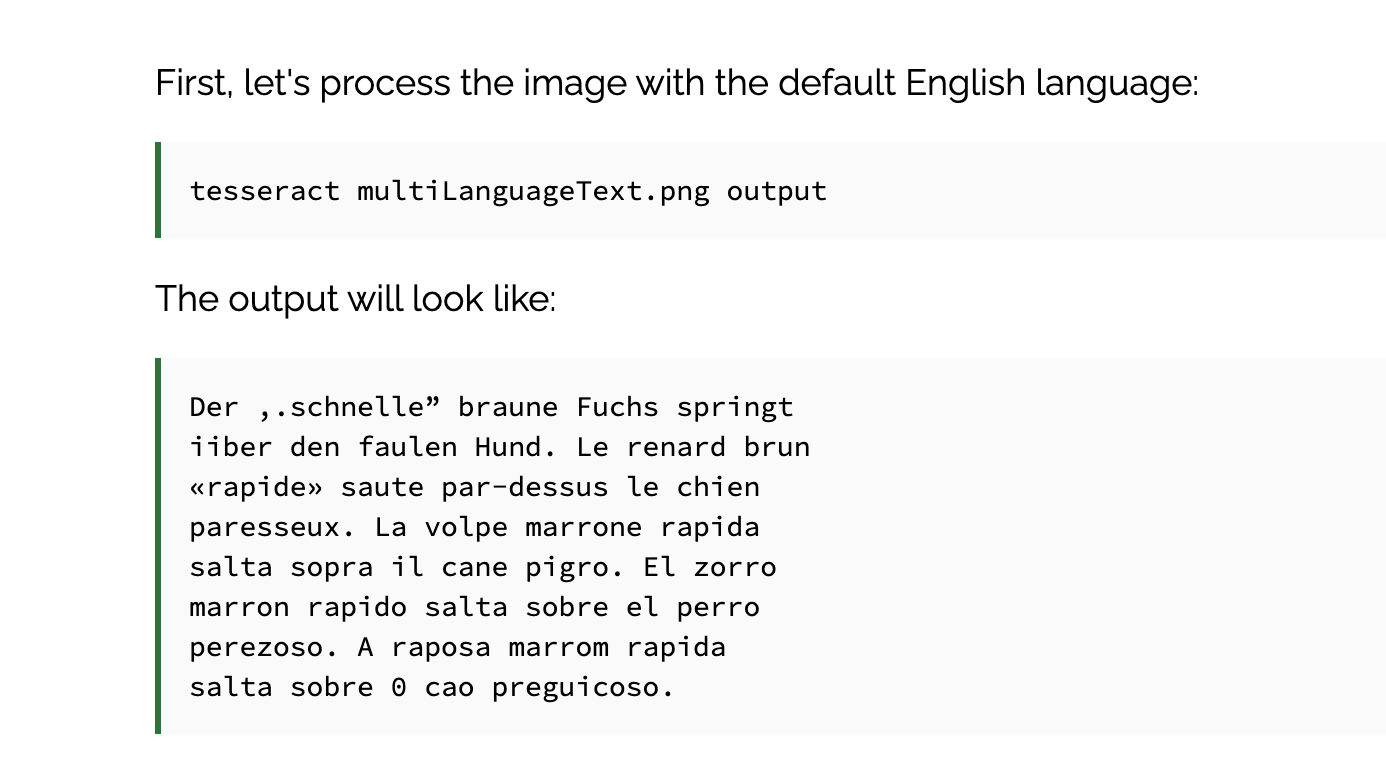 First, let's process the image with the default English language:
tesseract multiLanguageText.png output
The output will look like:
Der ,.schnelle” braune Fuchs springt
iiber den faulen Hund. Le renard brun
«rapide» saute par-dessus le chien
paresseux. La volpe marrone rapida
salta sopra il cane pigro. El zorro
marron rapido salta sobre el perro
perezoso. A raposa marrom rapida
salta sobre 0 cao preguicoso.